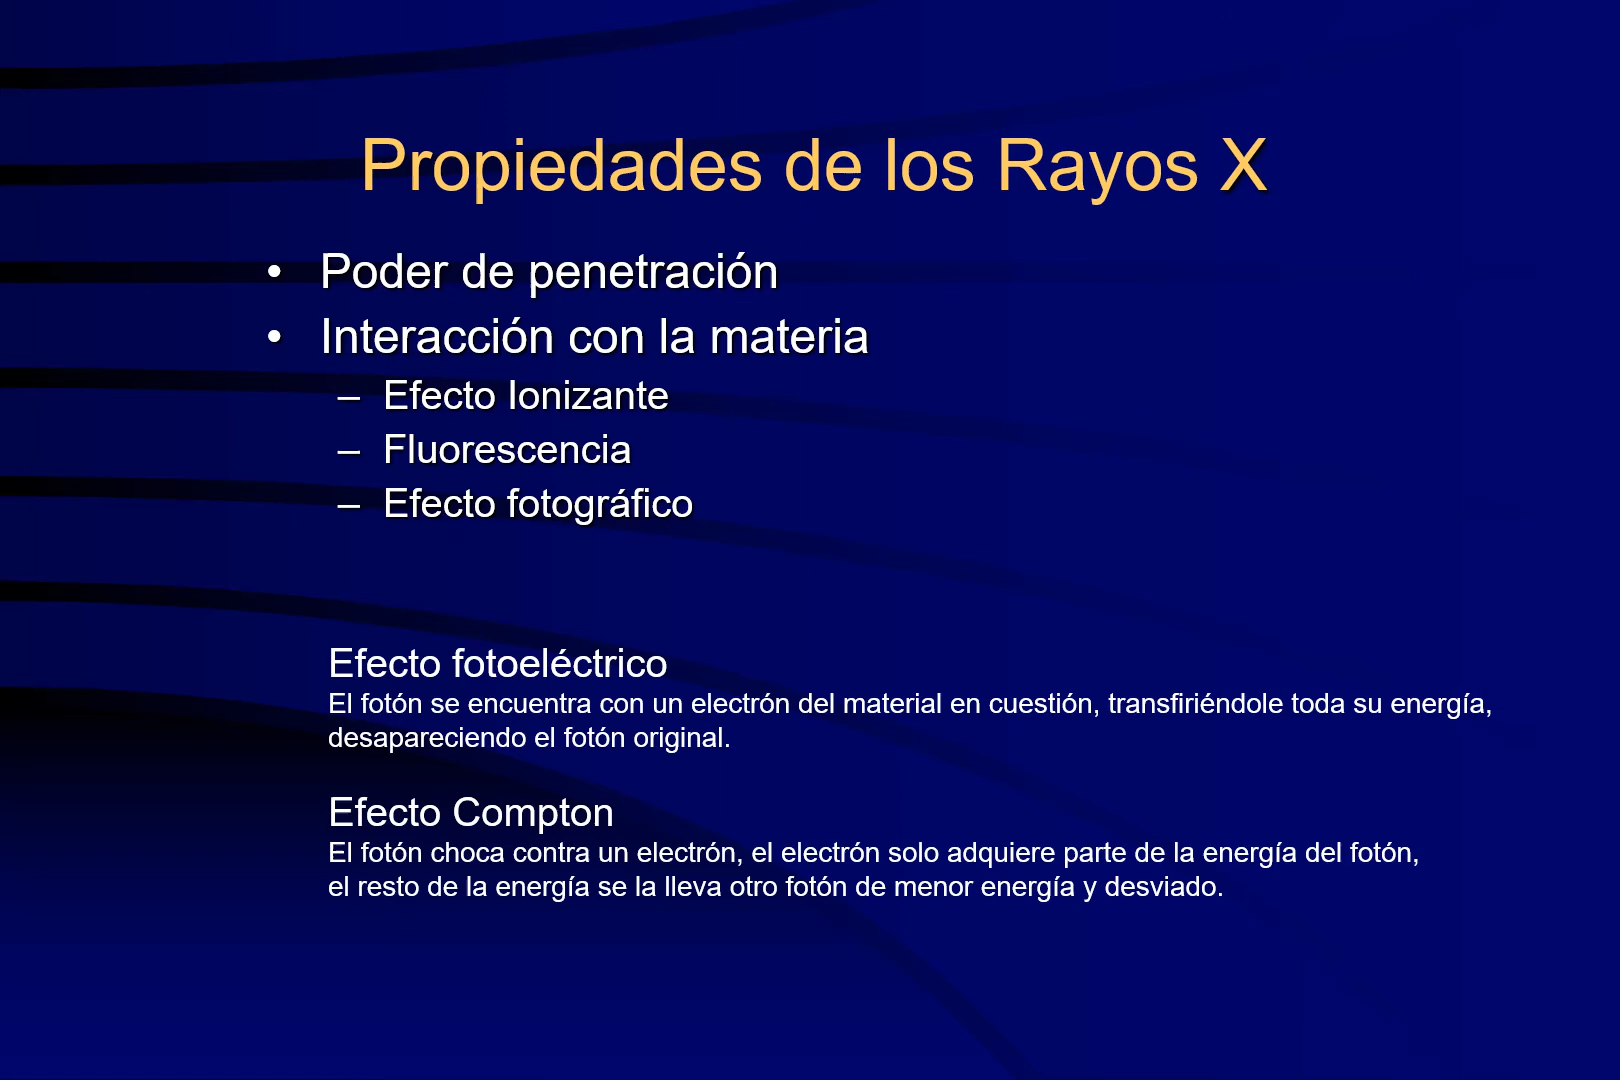 Propiedades de los Rayos X
• Poder de penetración
• Interacción con la materia
– Efecto Ionizante
– Fluorescencia
– Efecto fotográfico
Efecto fotoeléctrico
El fotón se encuentra con un electrón del material en cuestión, transfiriéndole toda su energía,
desapareciendo el fotón original.
Efecto Compton
El fotón choca contra un electrón, el electrón solo adquiere parte de la energía del fotón,
el resto de la energía se la lleva otro fotón de menor energía y desviado.